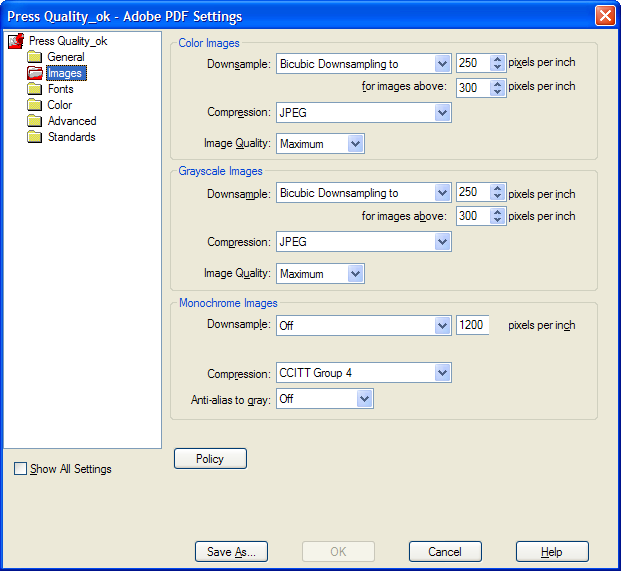 Press Quality_ok - Adobe PDF Settings
Press Quality_ok
General
Images
Fonts
Color
Advanced
Standards
Show All Settings
Color Images
Downsample: Bicubic Downsampling to 250 pixels per inch
for images above: 300 pixels per inch
Compression: JPEG
Image Quality: Maximum
Grayscale Images
Downsample: Bicubic Downsampling to 250 pixels per inch
for images above: 300 pixels per inch
Compression: JPEG
Image Quality: Maximum
Monochrome Images
Downsample: Off 1200 pixels per inch
Compression: CCITT Group 4
Anti-alias to gray: Off
Policy
Save As... OK Cancel Help